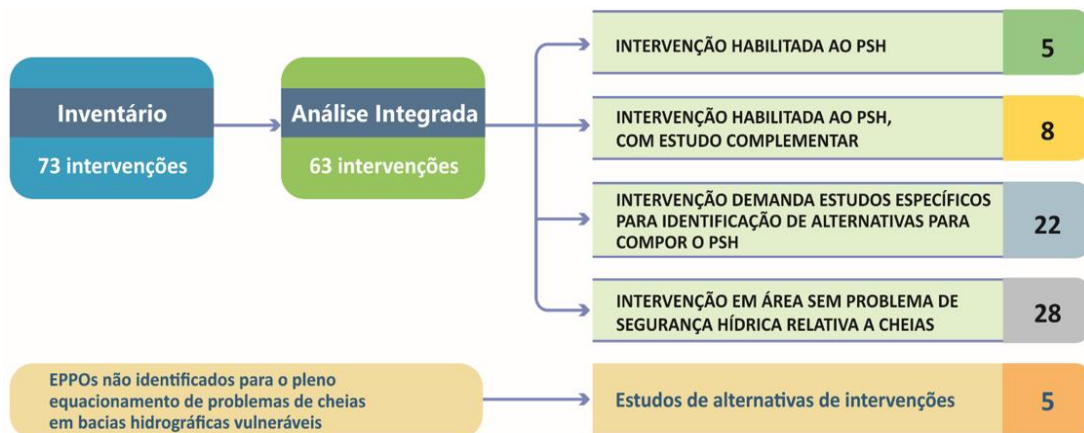 Inventário
73 intervenções
Análise Integrada
63 intervenções
INTERVENÇÃO HABILITADA AO PSH
5
INTERVENÇÃO HABILITADA AO PSH,
COM ESTUDO COMPLEMENTAR
8
INTERVENÇÃO DEMANDA ESTUDOS ESPECÍFICOS
PARA IDENTIFICAÇÃO DE ALTERNATIVAS PARA
COMPOR O PSH
22
INTERVENÇÃO EM ÁREA SEM PROBLEMA DE
SEGURANÇA HÍDRICA RELATIVA A CHEIAS
28
EPPOs não identificados para o pleno
equacionamento de problemas de cheias
em bacias hidrográficas vulneráveis
Estudos de alternativas de intervenções
5